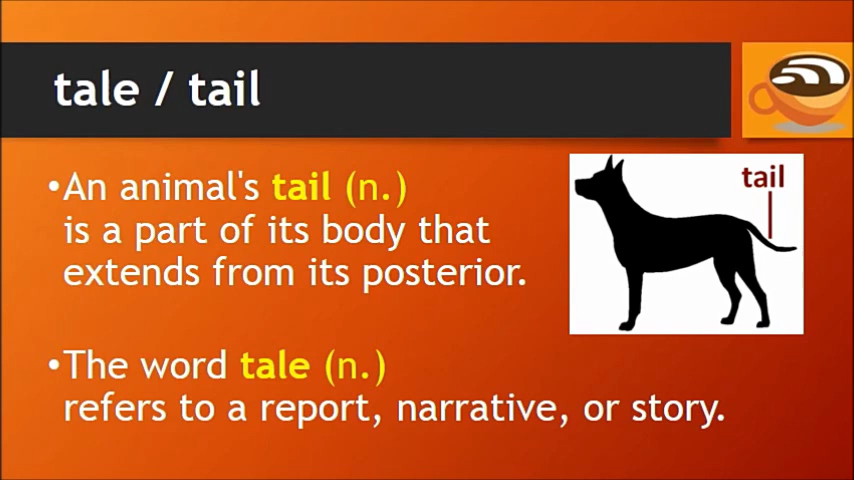 tale / tail
•An animal's tail (n.)
is a part of its body that
extends from its posterior.
tail
•The word tale (n.)
refers to a report, narrative, or story.